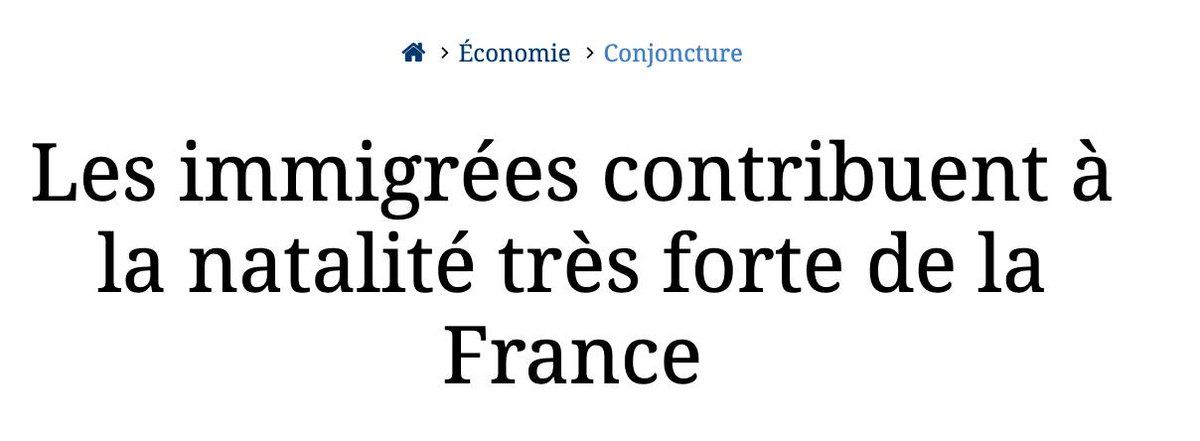 Économie > Conjoncture
Les immigrées contribuent à
la natalité très forte de la
France